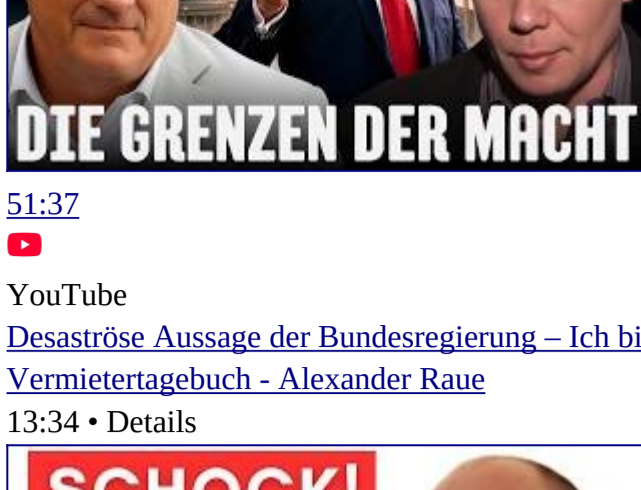 DIE GRENZEN DER MACHT
51:37
YouTube
Desaströse Aussage der Bundesregierung – Ich bi
Vermietertagebuch - Alexander Raue
13:34 • Details
SCHOCK!